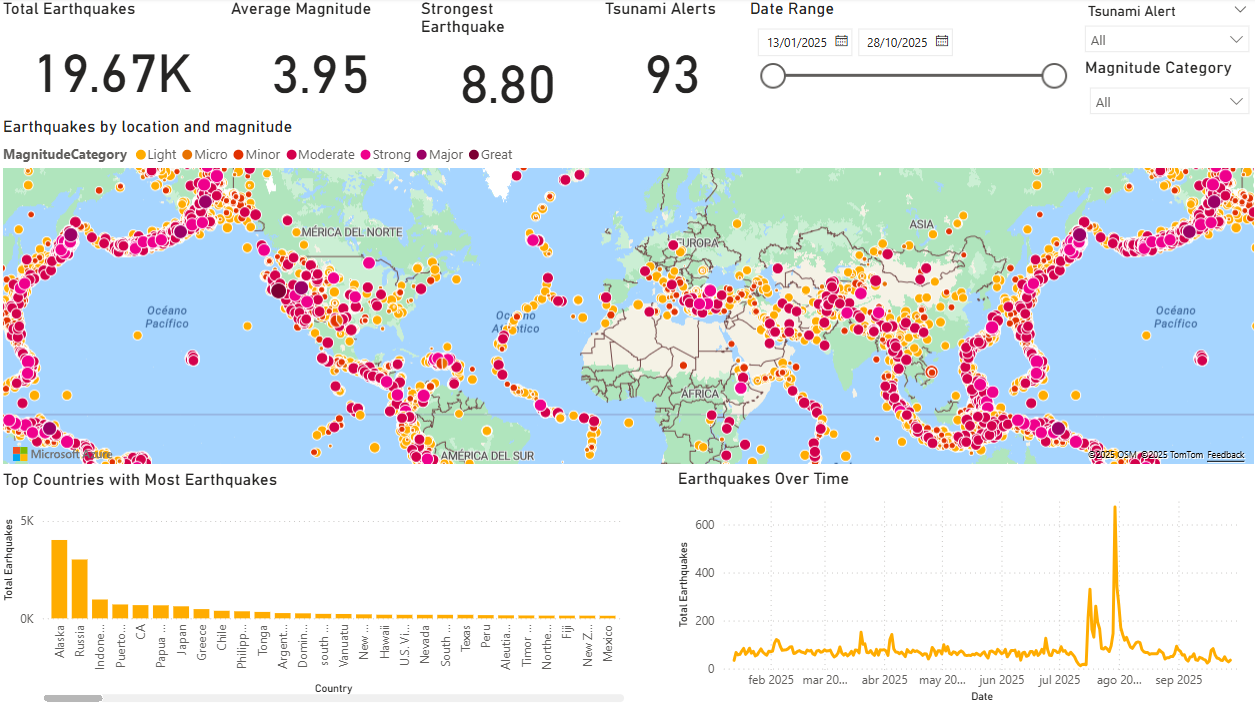 Total Earthquakes
19.67K
Average Magnitude
3.95
Strongest
Earthquake
8.80
Tsunami Alerts
93
Date Range
13/01/2025
28/10/2025
Tsunami Alert
All
Magnitude Category
All
Earthquakes by location and magnitude
MagnitudeCategory Light Micro Minor Moderate Strong Major Great
MÉRICA DEL NORTE
EUROPA
ASIA
Océano
Pacífico
Océano
Atlántico
Océano
Pacífico
ÁFRICA
AMÉRICA DEL SUR
Microsoft Azure
©2025 OSM, ©2025 TomTom Feedback
Top Countries with Most Earthquakes
Total Earhquakes
5K
0K
Alaska
Russia
Indone...
Puerto...
CA
Papua ...
Japan
Greece
Chile
Philipp...
Tonga
Argent...
Domin...
south ...
Vanuatu
New ...
Hawaii
U.S. Vi...
Nevada
South ...
Texas
Peru
Aleutia...
Timor ...
Northe...
Fiji
New Z...
Mexico
Country
Earthquakes Over Time
Total Earthquakes
600
400
200
0
feb 2025
mar 20...
abr 2025
may 20...
jun 2025
jul 2025
ago 20...
sep 2025
Date